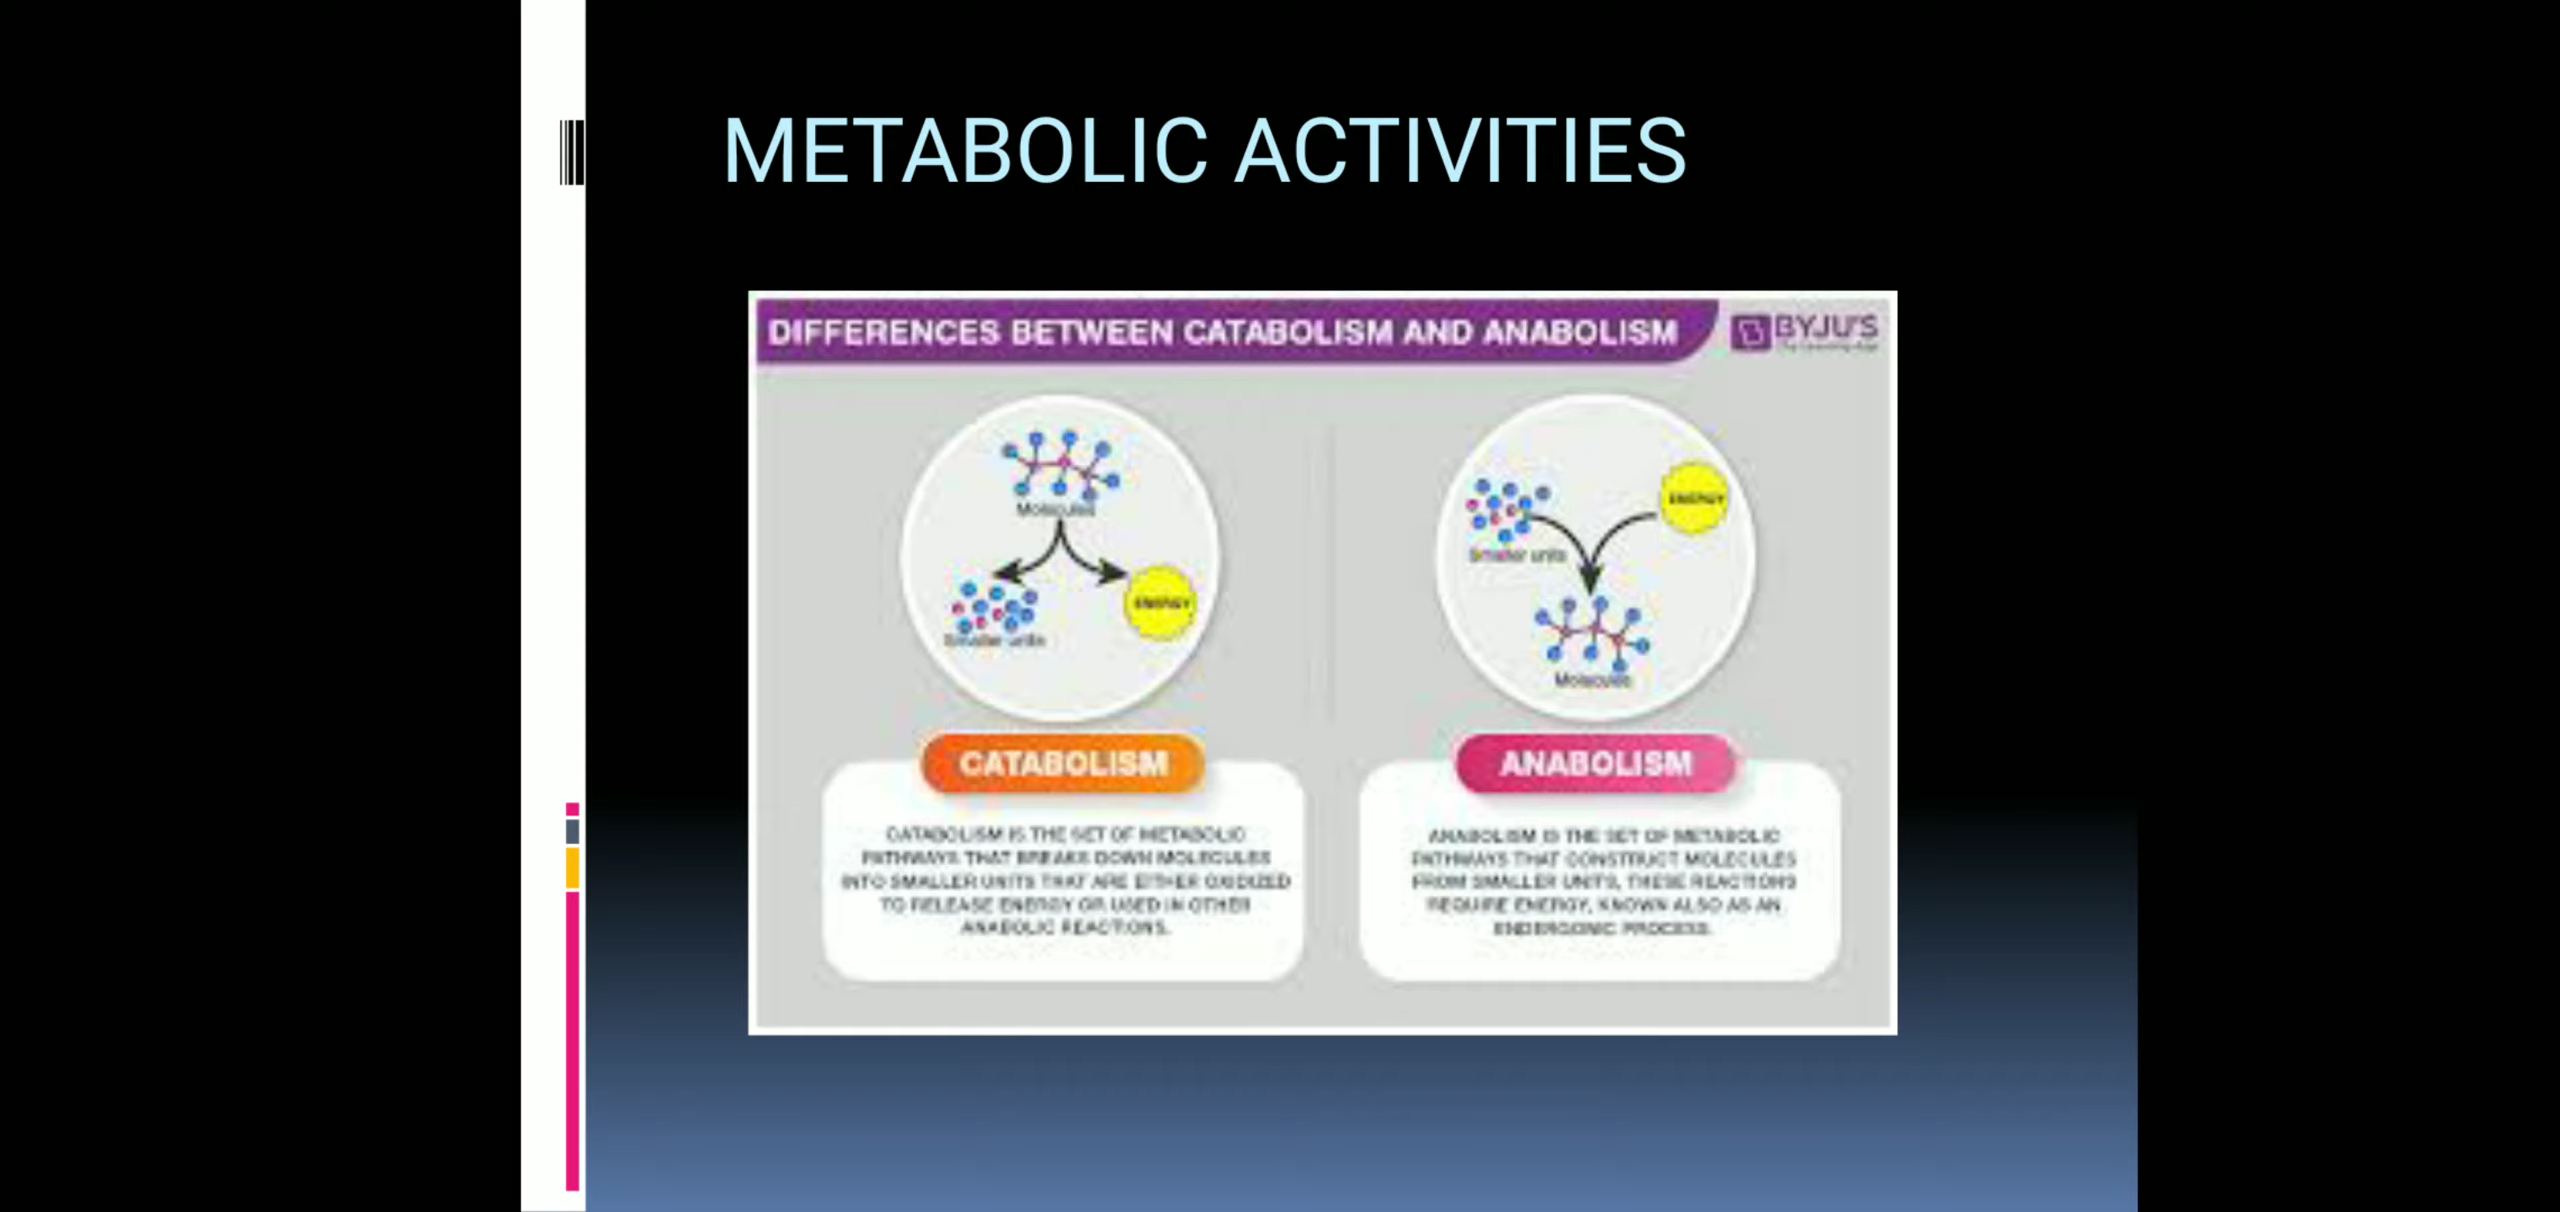 METABOLIC ACTIVITIES
DIFFERENCES BETWEEN CATABOLISM AND ANABOLISM
BYJU'S
Molecules
Smaller units
ENERGY
CATABOLISM
CATABOLISM IS THE SET OF METABOLIC
PATHWAYS THAT BREAKS DOWN MOLECULES
INTO SMALLER UNITS THAT ARE EITHER OXIDIZED
TO RELEASE ENERGY OR USED IN OTHER
ANABOLIC REACTIONS.
Smaller units
ENERGY
Molecules
ANABOLISM
ANABOLISM IS THE SET OF METABOLIC
PATHWAYS THAT CONSTRUCT MOLECULES
FROM SMALLER UNITS, THESE REACTIONS
REQUIRE ENERGY, KNOWN ALSO AS AN
ENDERGONIC PROCESS.